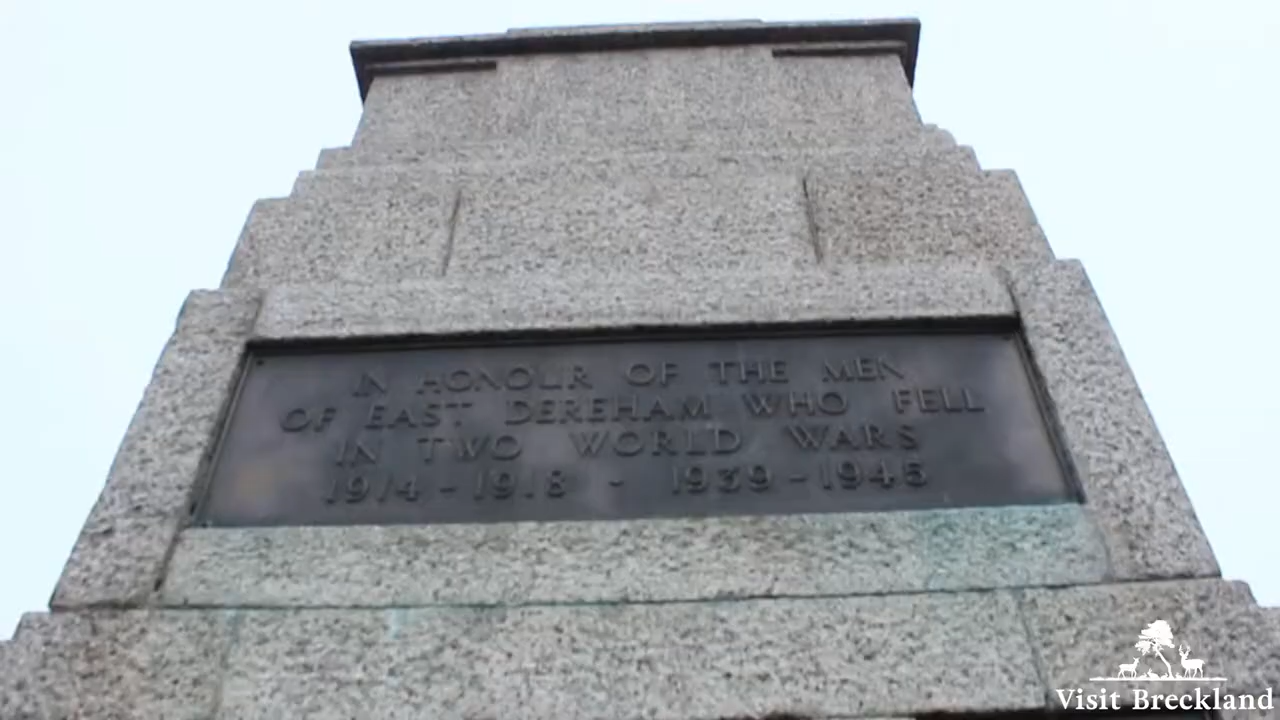 IN HONOUR OF THE MEN
OF EAST DEREHAM WHO FELL
IN TWO WORLD WARS
1914 - 1918 - 1939 - 1945
Visit Breckland